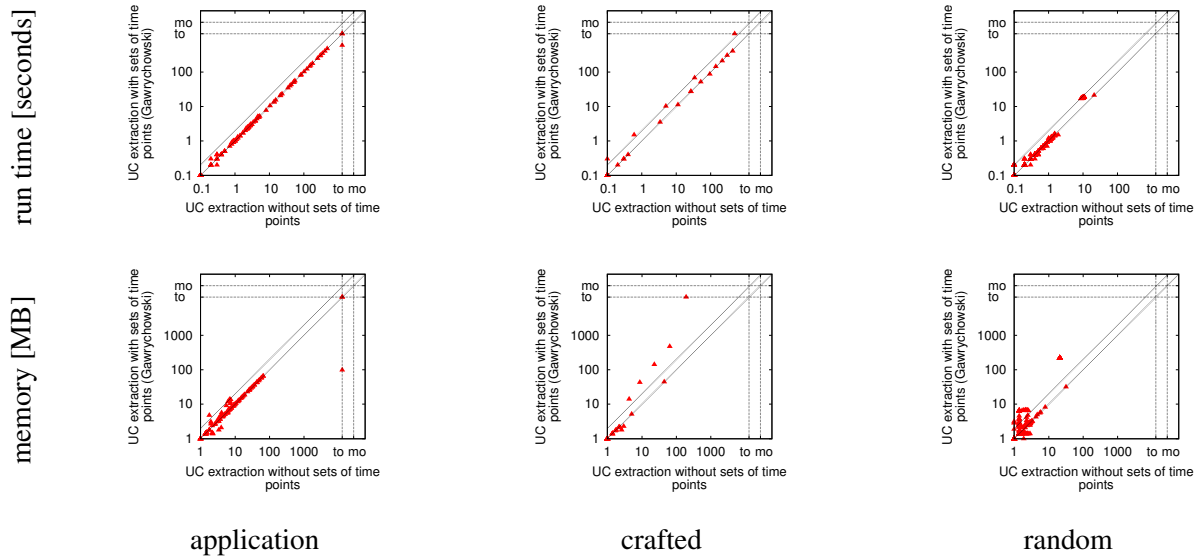 run time [seconds]
UC extraction with sets of time
points (Gawrychowski)
mo
to
100
10
1
0.1
0.1 1 10 100 to mo
UC extraction without sets of time
points
UC extraction with sets of time
points (Gawrychowski)
mo
to
100
10
1
0.1
0.1 1 10 100 to mo
UC extraction without sets of time
points
UC extraction with sets of time
points (Gawrychowski)
mo
to
100
10
1
0.1
0.1 1 10 100 to mo
UC extraction without sets of time
points
memory [MB]
UC extraction with sets of time
points (Gawrychowski)
mo
to
1000
100
10
1
1 10 100 1000 to mo
UC extraction without sets of time
points
UC extraction with sets of time
points (Gawrychowski)
mo
to
1000
100
10
1
1 10 100 1000 to mo
UC extraction without sets of time
points
UC extraction with sets of time
points (Gawrychowski)
mo
to
1000
100
10
1
1 10 100 1000 to mo
UC extraction without sets of time
points
application crafted random